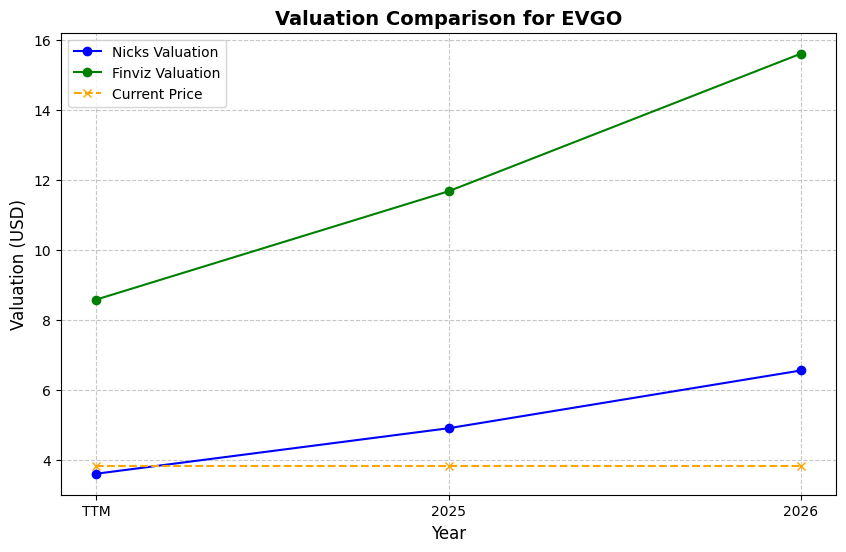 Valuation Comparison for EVGO
Nicks Valuation
Finviz Valuation
Current Price
16
14
12
10
8
6
4
Valuation (USD)
TTM
2025
2026
Year